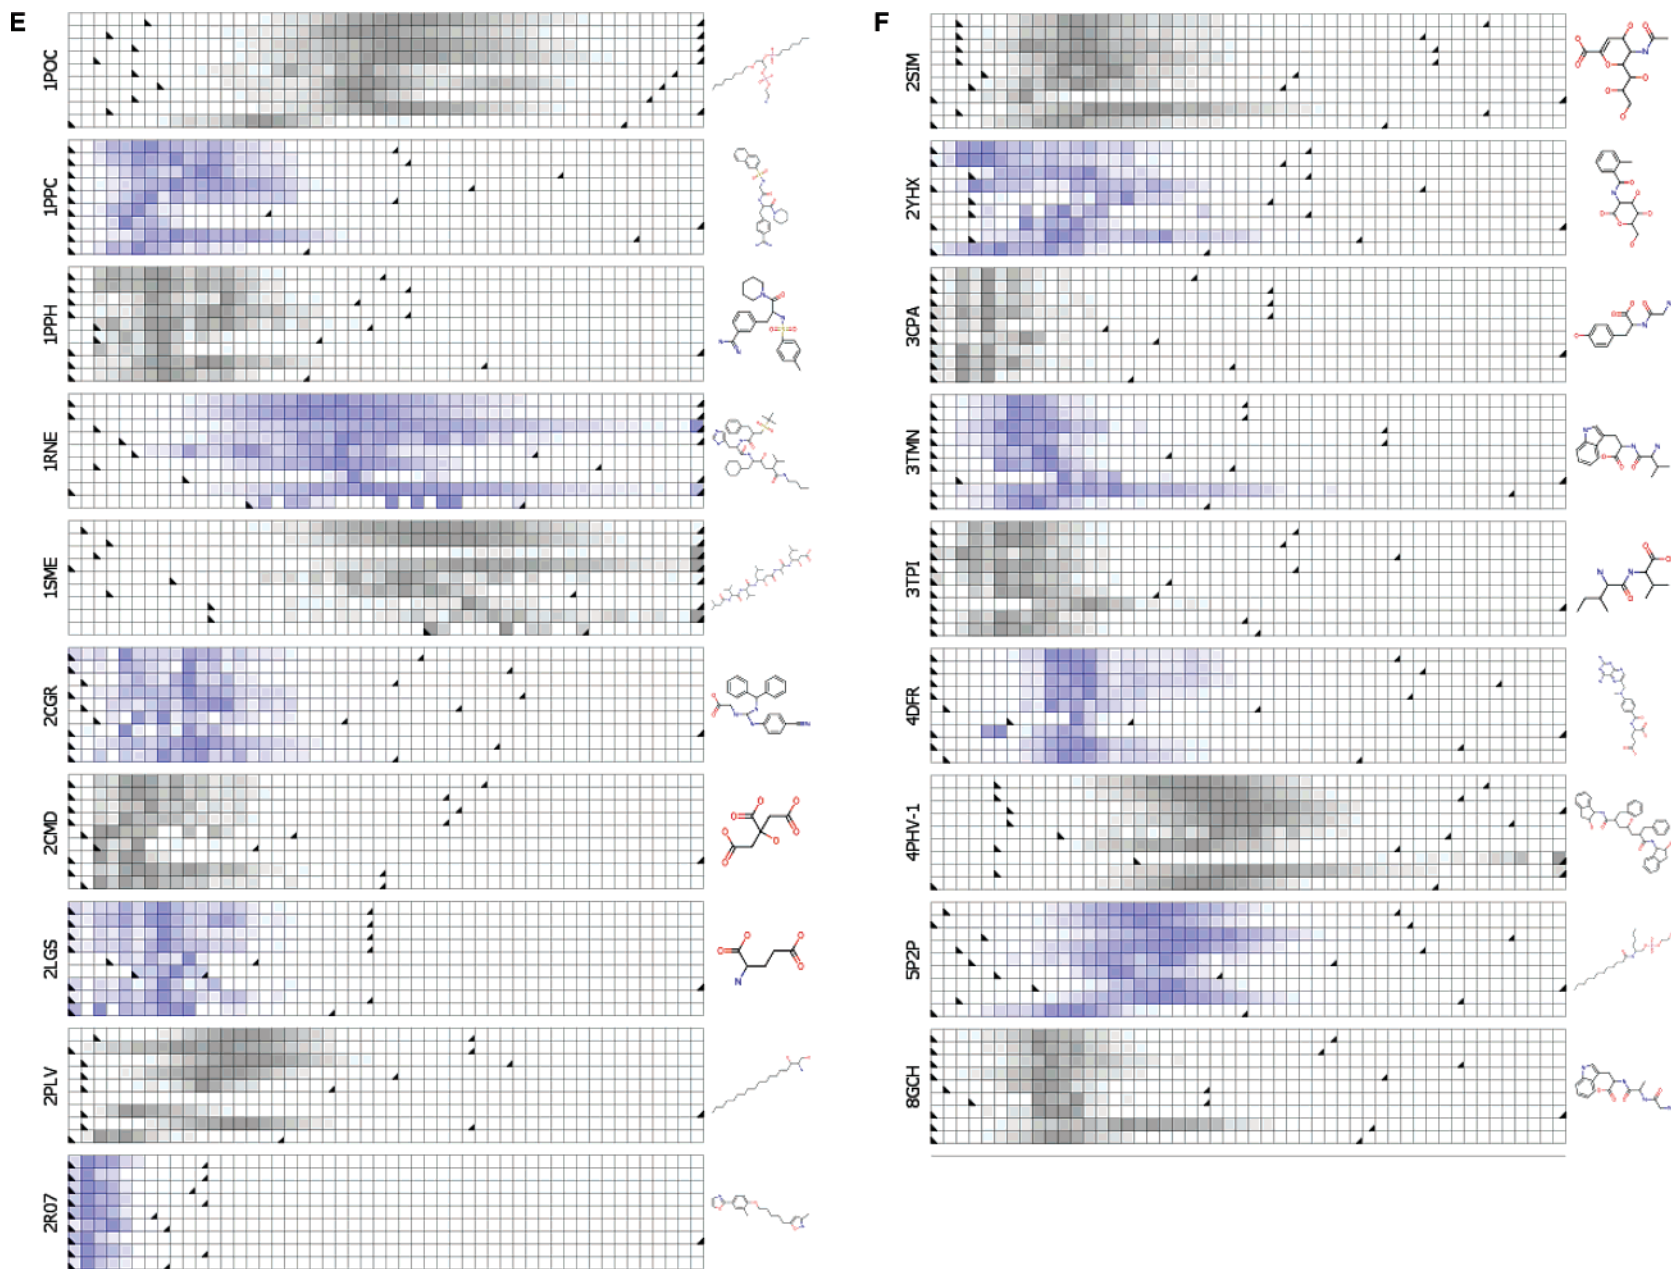 E
1POC
1PPC
1PPH
1RNE
1SME
2CGR
2CMD
2LGS
2PLV
2R07
F
2SIM
2YHX
3CPA
3TMN
3TPI
4DFR
4PHV-1
5P2P
8GCH